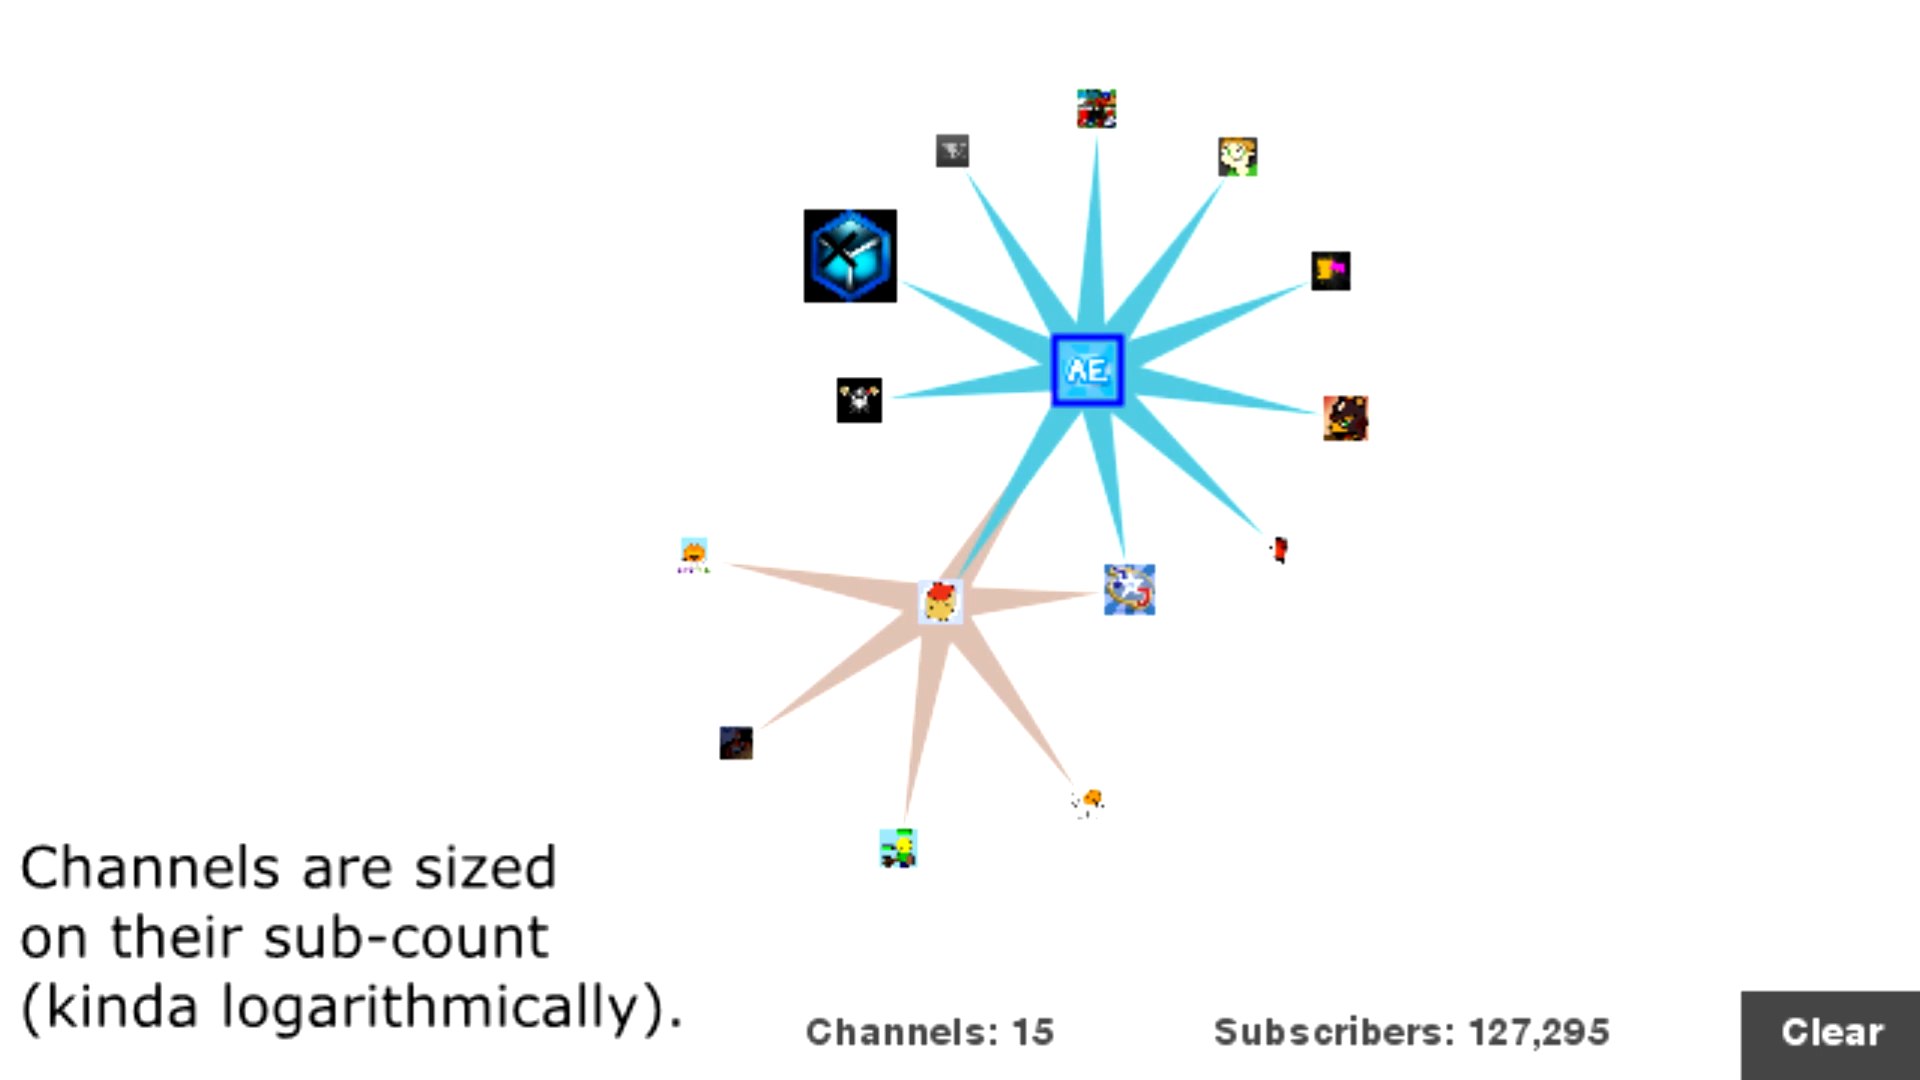 AE
Channels are sized
on their sub-count
(kinda logarithmically).
Channels: 15
Subscribers: 127,295
Clear